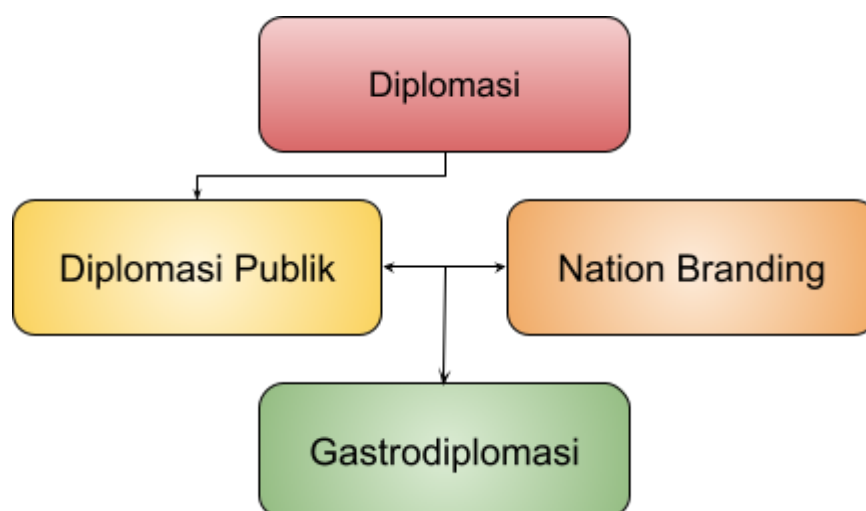 Diplomasi
Diplomasi Publik
Nation Branding
Gastrodiplomasi